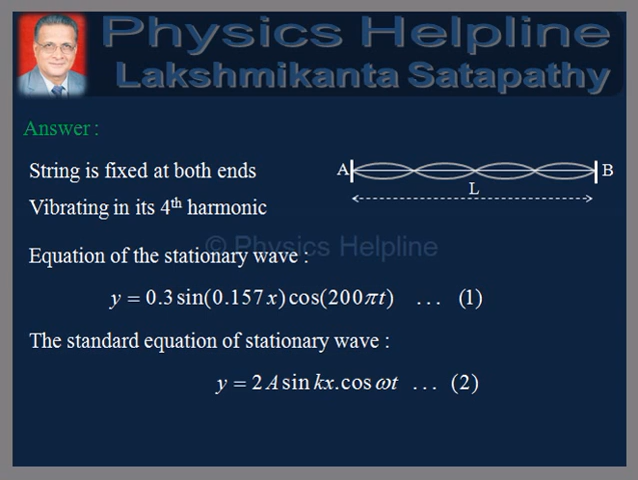 Physics Helpline
Lakshmikanta Satapathy
Answer :
String is fixed at both ends
A B
L
Vibrating in its 4th harmonic
© Physics Helpline
Equation of the stationary wave :
y = 0.3 sin(0.157 x) cos(200πt) ... (1)
The standard equation of stationary wave :
y = 2 A sin kx. cos ωt ... (2)